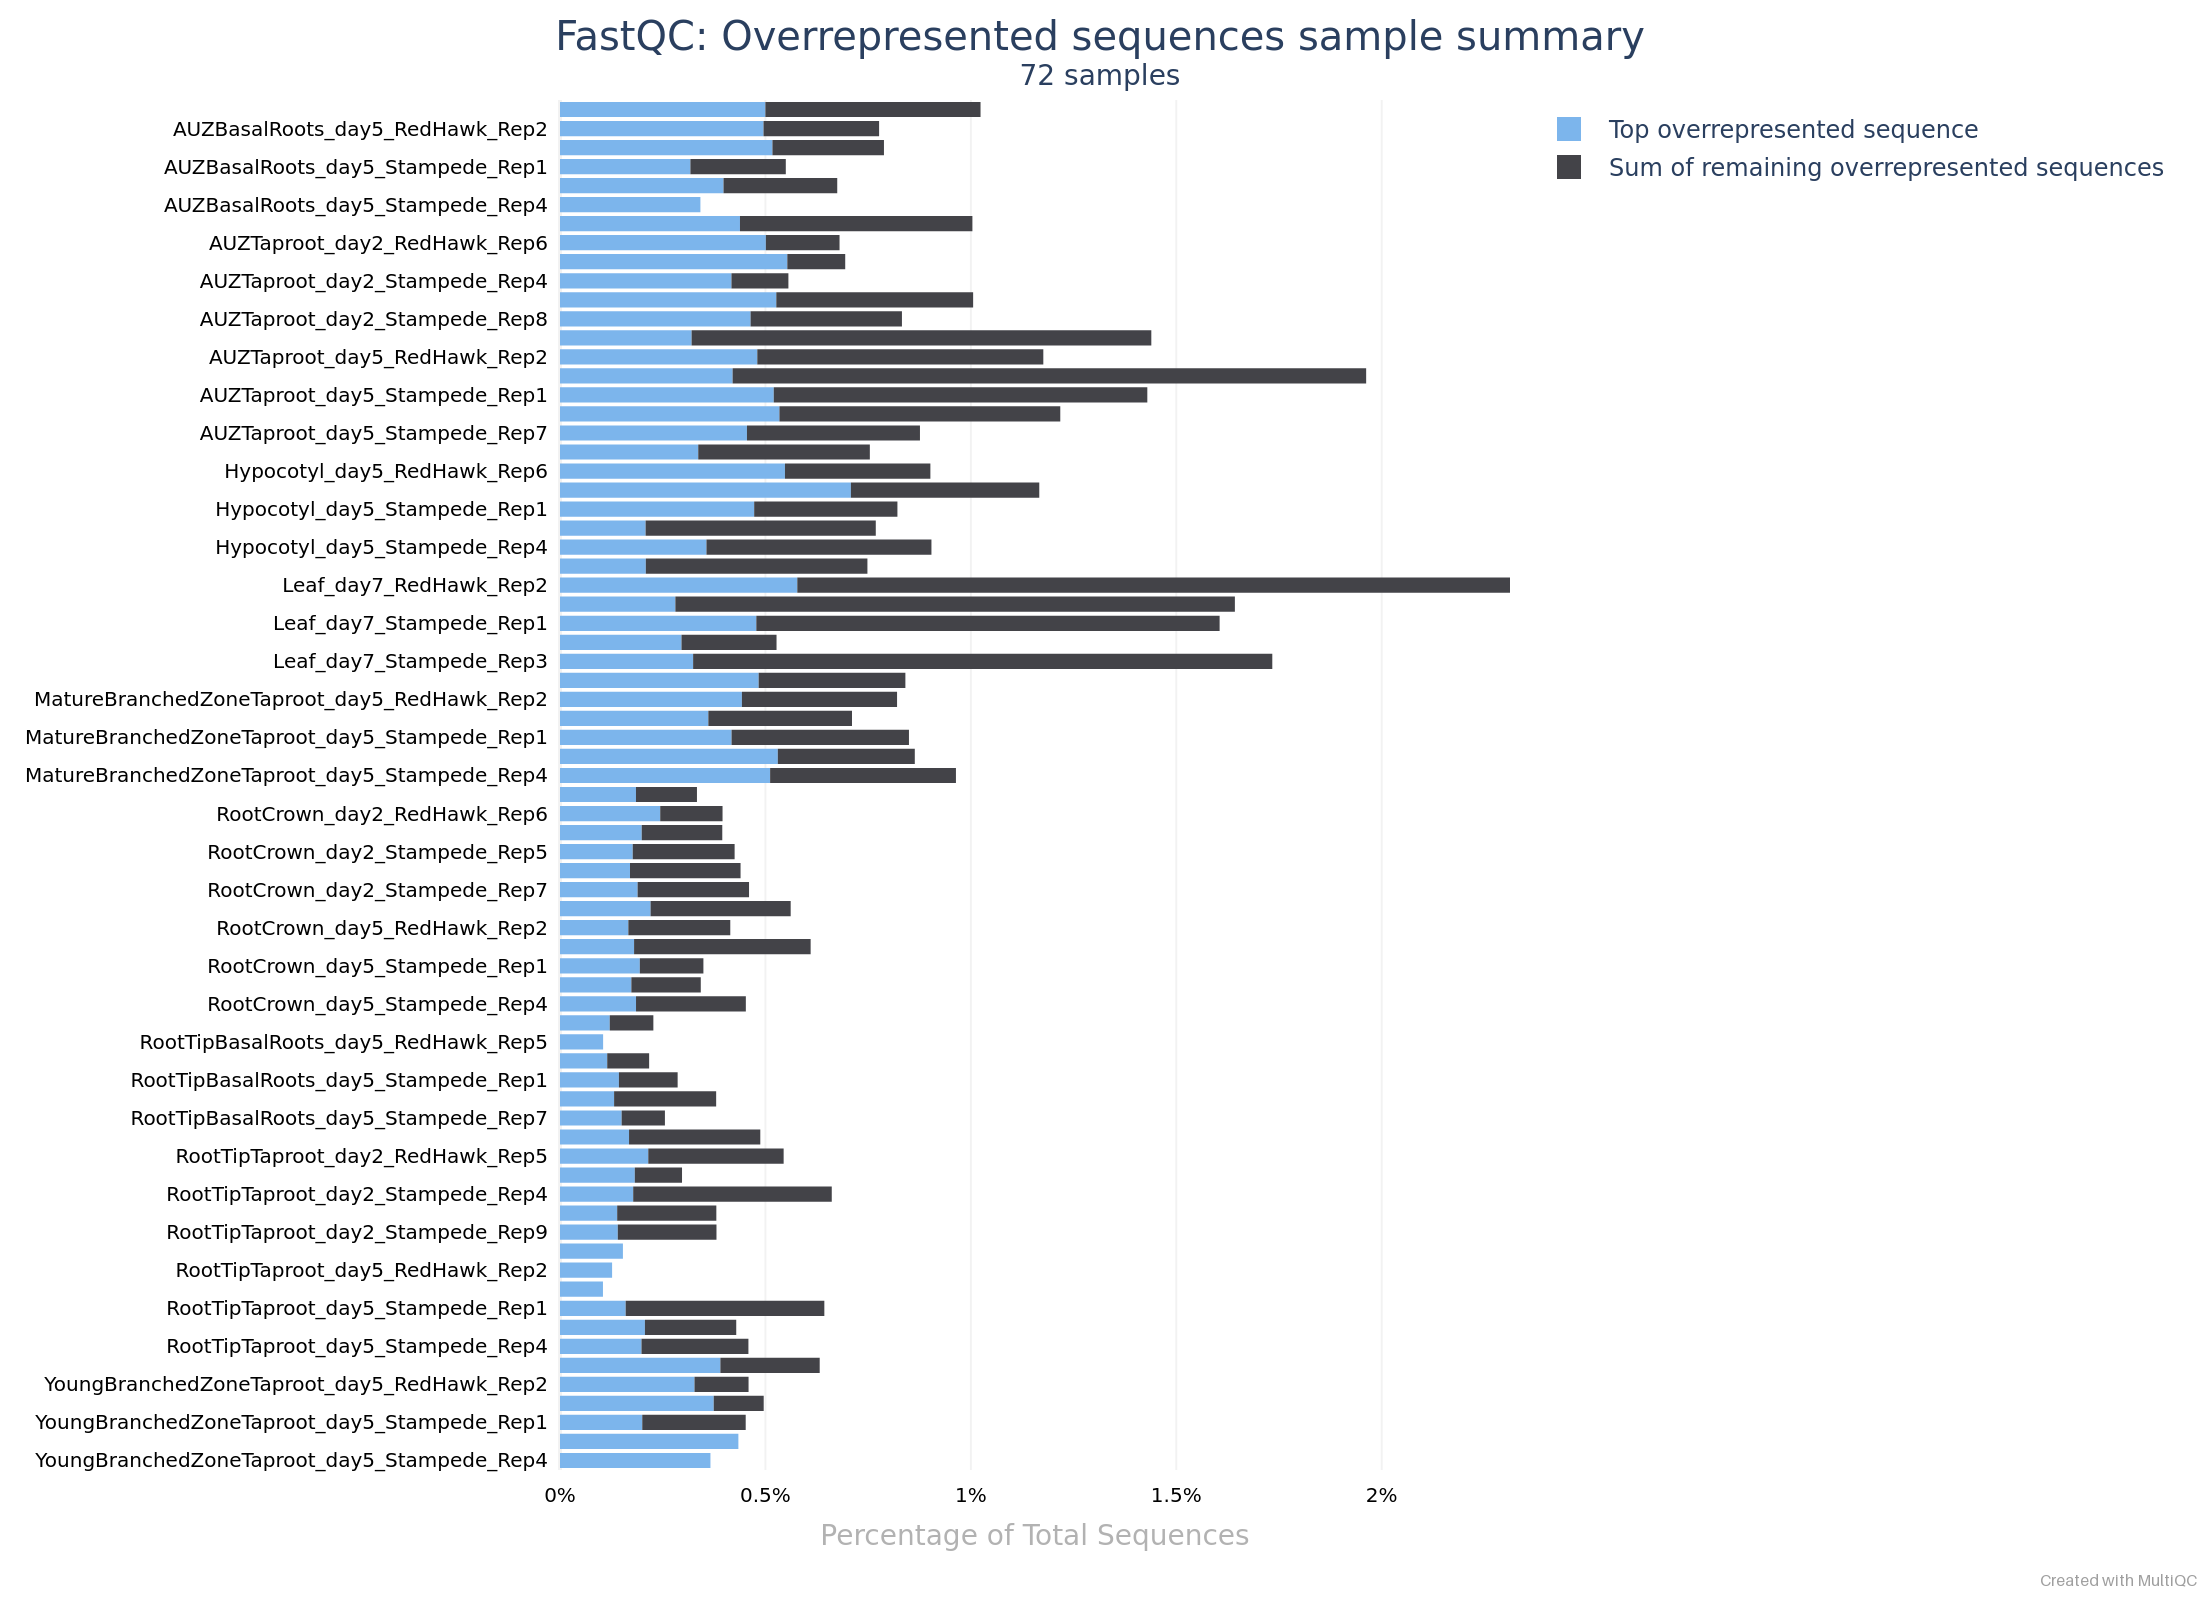 FastQC: Overrepresented sequences sample summary
72 samples
Top overrepresented sequence
Sum of remaining overrepresented sequences
AUZBasalRoots_day5_RedHawk_Rep2
AUZBasalRoots_day5_Stampede_Rep1
AUZBasalRoots_day5_Stampede_Rep4
AUZTaproot_day2_RedHawk_Rep6
AUZTaproot_day2_Stampede_Rep4
AUZTaproot_day2_Stampede_Rep8
AUZTaproot_day5_RedHawk_Rep2
AUZTaproot_day5_Stampede_Rep1
AUZTaproot_day5_Stampede_Rep7
Hypocotyl_day5_RedHawk_Rep6
Hypocotyl_day5_Stampede_Rep1
Hypocotyl_day5_Stampede_Rep4
Leaf_day7_RedHawk_Rep2
Leaf_day7_Stampede_Rep1
Leaf_day7_Stampede_Rep3
MatureBranchedZoneTaproot_day5_RedHawk_Rep2
MatureBranchedZoneTaproot_day5_Stampede_Rep1
MatureBranchedZoneTaproot_day5_Stampede_Rep4
RootCrown_day2_RedHawk_Rep6
RootCrown_day2_Stampede_Rep5
RootCrown_day2_Stampede_Rep7
RootCrown_day5_RedHawk_Rep2
RootCrown_day5_Stampede_Rep1
RootCrown_day5_Stampede_Rep4
RootTipBasalRoots_day5_RedHawk_Rep5
RootTipBasalRoots_day5_Stampede_Rep1
RootTipBasalRoots_day5_Stampede_Rep7
RootTipTaproot_day2_RedHawk_Rep5
RootTipTaproot_day2_Stampede_Rep4
RootTipTaproot_day2_Stampede_Rep9
RootTipTaproot_day5_RedHawk_Rep2
RootTipTaproot_day5_Stampede_Rep1
RootTipTaproot_day5_Stampede_Rep4
YoungBranchedZoneTaproot_day5_RedHawk_Rep2
YoungBranchedZoneTaproot_day5_Stampede_Rep1
YoungBranchedZoneTaproot_day5_Stampede_Rep4
0% 0.5% 1% 1.5% 2%
Percentage of Total Sequences
Created with MultiQC